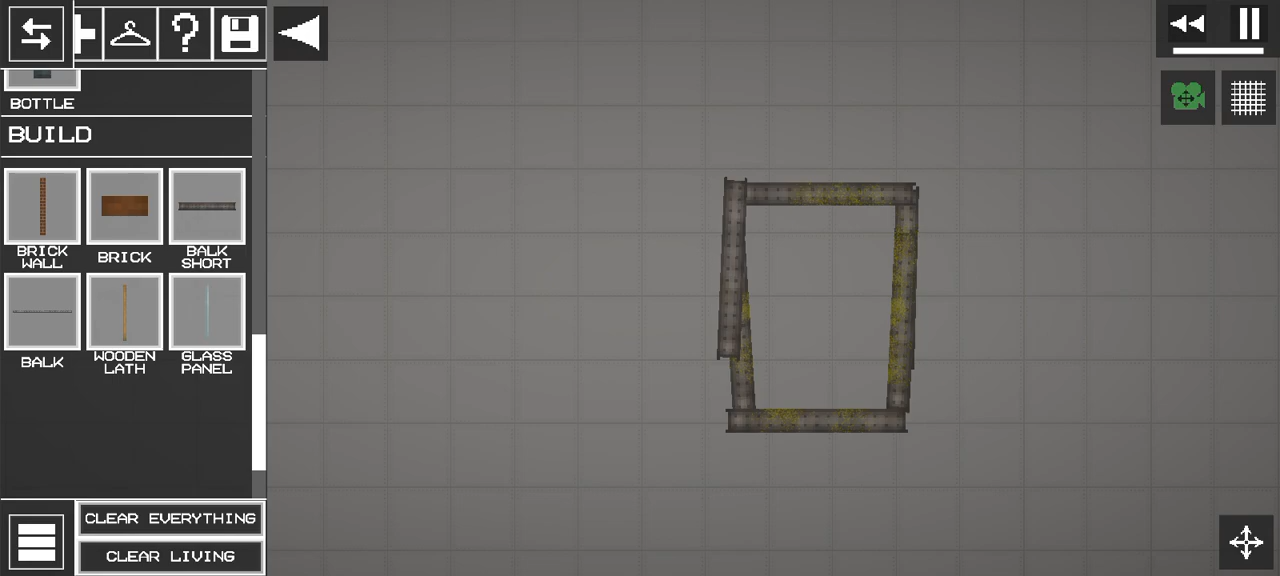 ?
BOTTLE
BUILD
BRICK WALL
BRICK
BALK SHORT
BALK
WOODEN LATH
GLASS PANEL
CLEAR EVERYTHING
CLEAR LIVING